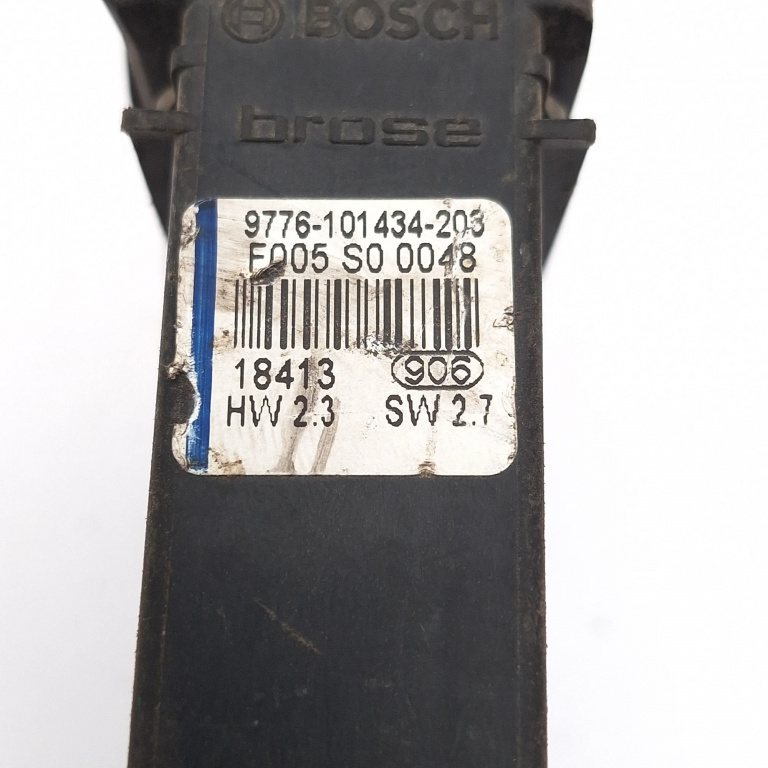 BOSCH
brose
9776-101434-203
F005 S0 0048
18413 906
HW 2.3 SW 2.7